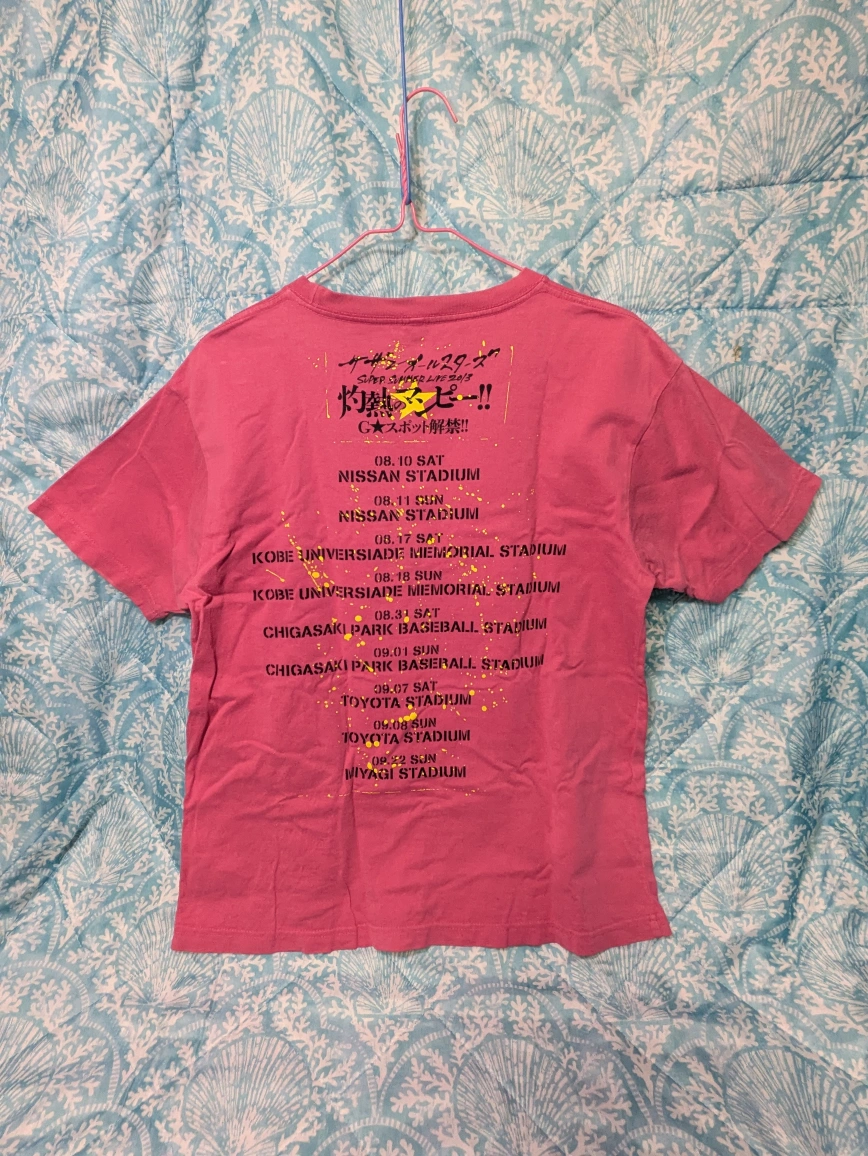 サザンオールスターズ
SUPER SUMMER LIVE 2013
灼熱のマンピー!!
G★スポット解禁!!
08.10 SAT
NISSAN STADIUM
08.11 SUN
NISSAN STADIUM
08.17 SAT
KOBE UNIVERSIADE MEMORIAL STADIUM
08.18 SUN
KOBE UNIVERSIADE MEMORIAL STADIUM
08.31 SAT
CHIGASAKI PARK BASEBALL STADIUM
09.01 SUN
CHIGASAKI PARK BASEBALL STADIUM
09.07 SAT
TOYOTA STADIUM
09.08 SUN
TOYOTA STADIUM
09.22 SUN
MIYAGI STADIUM